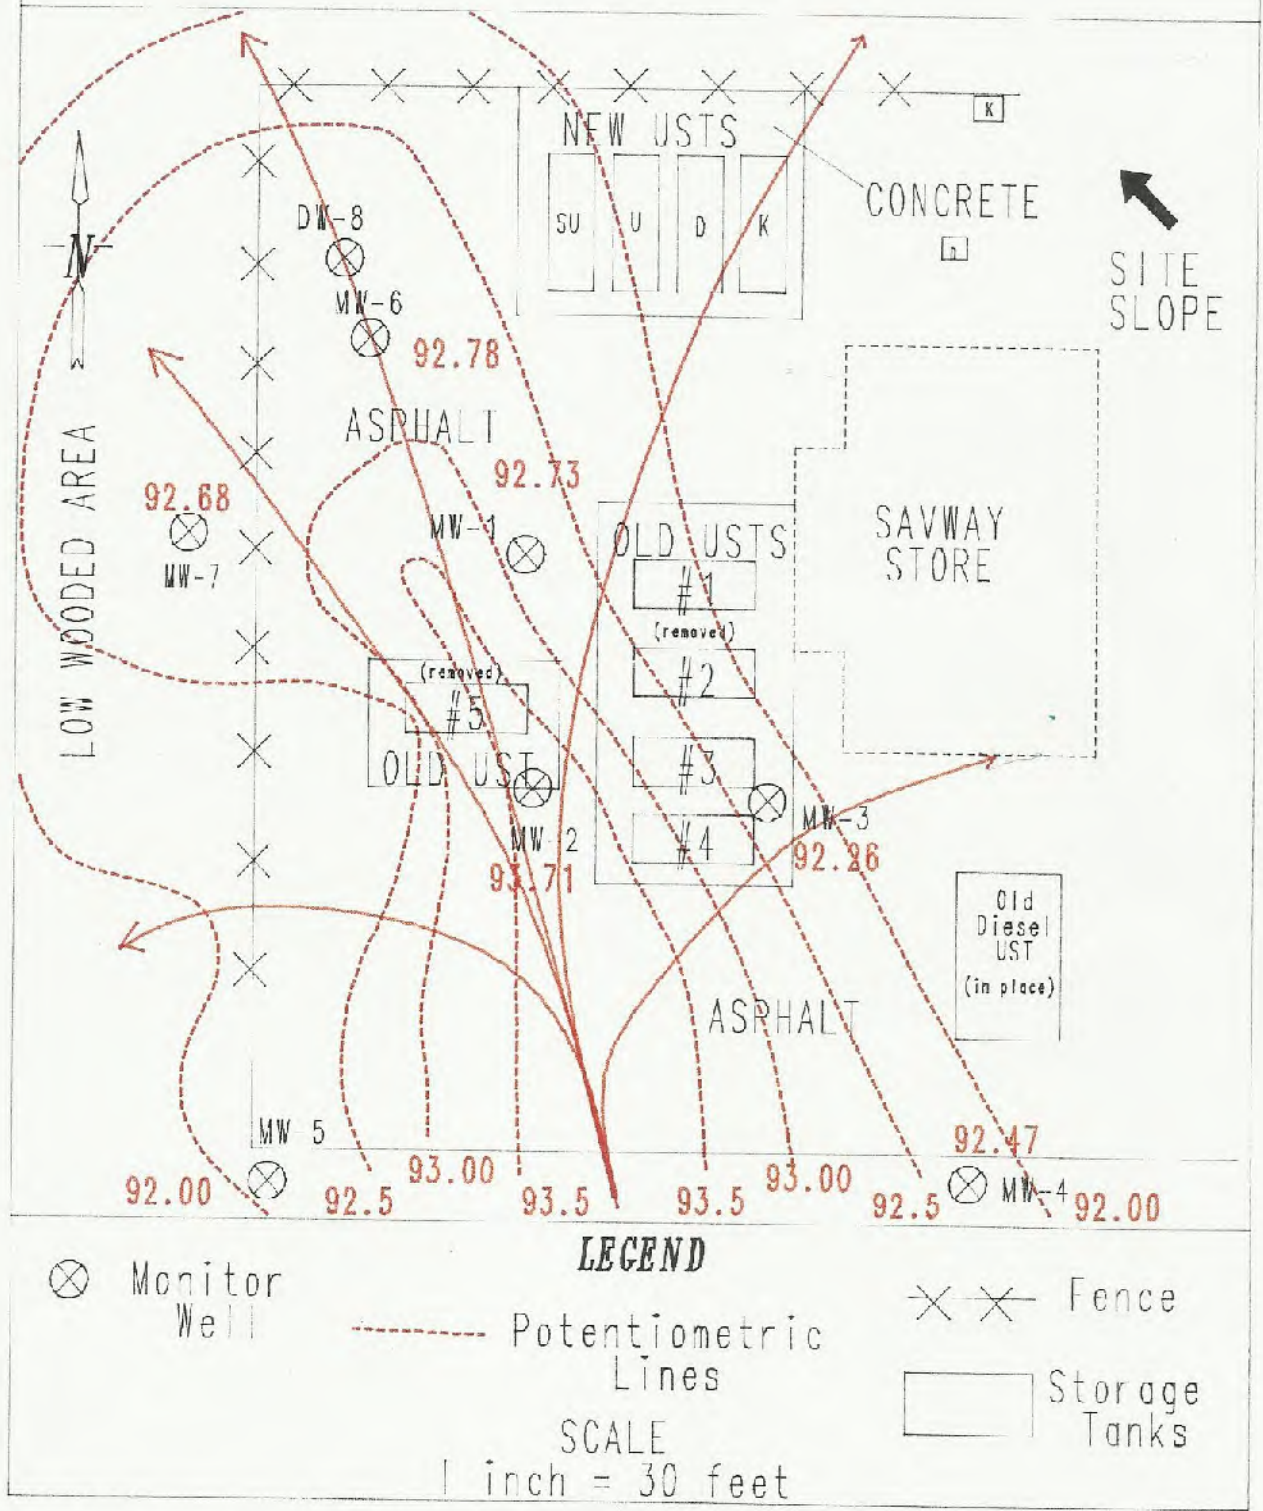 NEW USTS
K
SU
U
D
K
CONCRETE
DW-8
N
SITE
SLOPE
MW-6
92.78
ASPHALT
92.73
92.68
MW-7
MW-1
LOW WOODED AREA
OLD USTS
#1
(removed)
#2
#3
#4
SAVWAY
STORE
(removed)
#5
OLD UST
MW-2
93.71
MW-3
92.26
Old
Diesel
UST
(in place)
ASPHALT
MW-5
92.47
MW-4
92.00
92.5
93.00
93.5
93.5
93.00
92.5
92.00
LEGEND
Monitor
Well
Potentiometric
Lines
Fence
Storage
Tanks
SCALE
1 inch = 30 feet